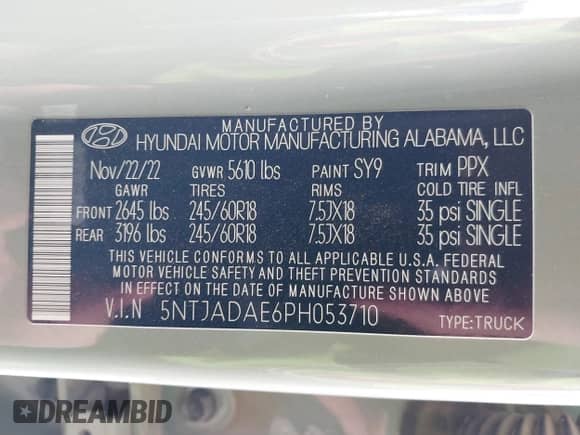 MANUFACTURED BY
HYUNDAI MOTOR MANUFACTURING ALABAMA, LLC
Nov/22/22 GVWR 5610 lbs PAINT SY9 TRIM PPX
GAWR TIRES RIMS COLD TIRE INFL
FRONT 2645 lbs 245/60R18 7.5JX18 35 psi SINGLE
REAR 3196 lbs 245/60R18 7.5JX18 35 psi SINGLE
THIS VEHICLE CONFORMS TO ALL APPLICABLE U.S.A. FEDERAL
MOTOR VEHICLE SAFETY AND THEFT PREVENTION STANDARDS
IN EFFECT ON THE DATE OF MANUFACTURE SHOWN ABOVE.
V.I.N 5NTJADAE6PH053710 TYPE:TRUCK
DREAMBID